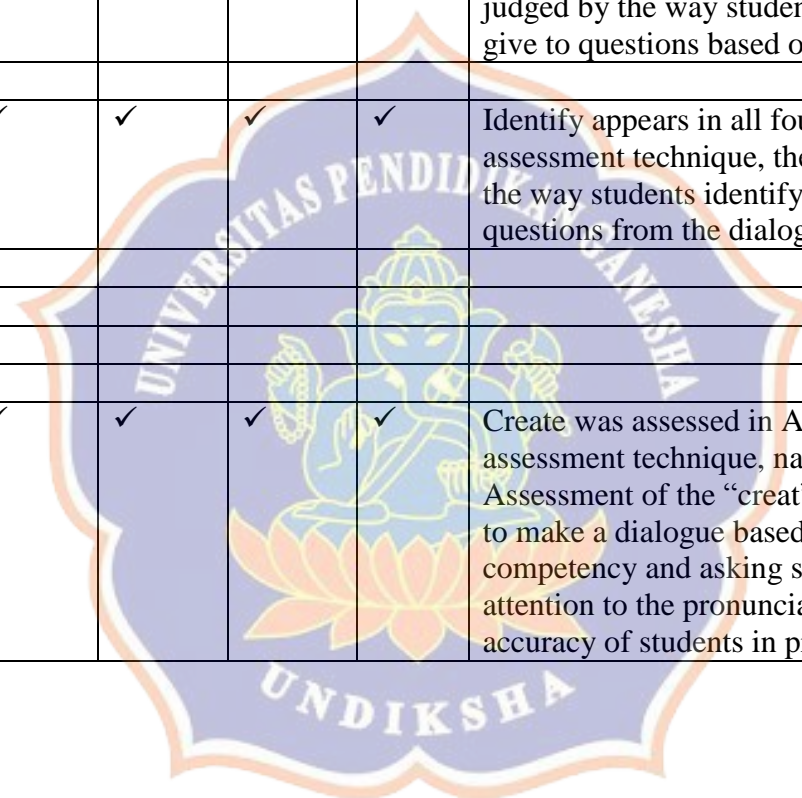 judged by the way studen
give to questions based o
✓ ✓ ✓ ✓ Identify appears in all fou
assessment technique, the
the way students identify
questions from the dialog
✓ ✓ ✓ ✓ Create was assessed in A
assessment technique, na
Assessment of the “creat
to make a dialogue based
competency and asking s
attention to the pronuncia
accuracy of students in p
UNIVERSITAS PENDIDIKAN GANESHA
UNDIKSHA